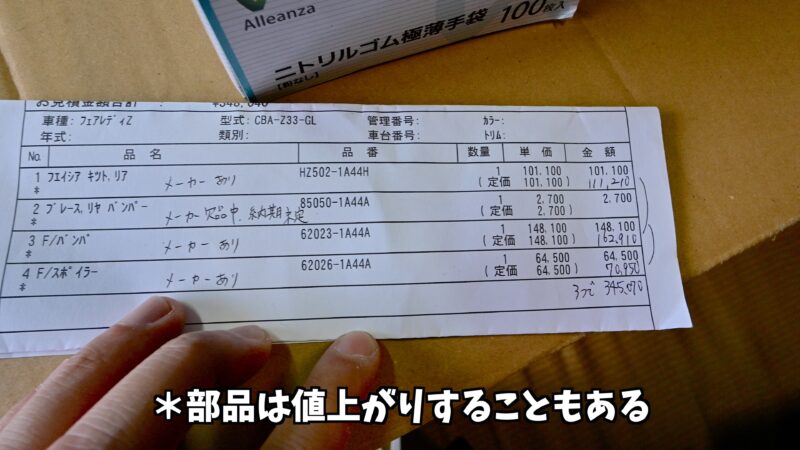 Alleanza
ニトリルゴム極薄手袋 100枚入
[粉なし]
お見積金額合計 : ¥348,040
車種: フェアレディZ 型式: CBA-Z33-GL 管理番号: カラー:
年式: 類別: 車台番号: トリム:
No. 品 名 品 番 数量 単 価 金 額
1 フエイシア キツト,リア メーカーあり HZ502-1A44H 1 101.100 101.100
* ( 定価 101.100 ) 111,210
2 ブレース,リヤ バンパー メーカー欠品中、納期未定 85050-1A44A 1 2.700 2.700
* ( 定価 2.700 )
3 F/バンパ メーカーあり 62023-1A44A 1 148.100 148.100
* ( 定価 148.100 ) 162,910
4 F/スポイラー メーカーあり 62026-1A44A 1 64.500 64.500
* ( 定価 64.500 ) 70,950
3つで 345,070
＊部品は値上がりすることもある